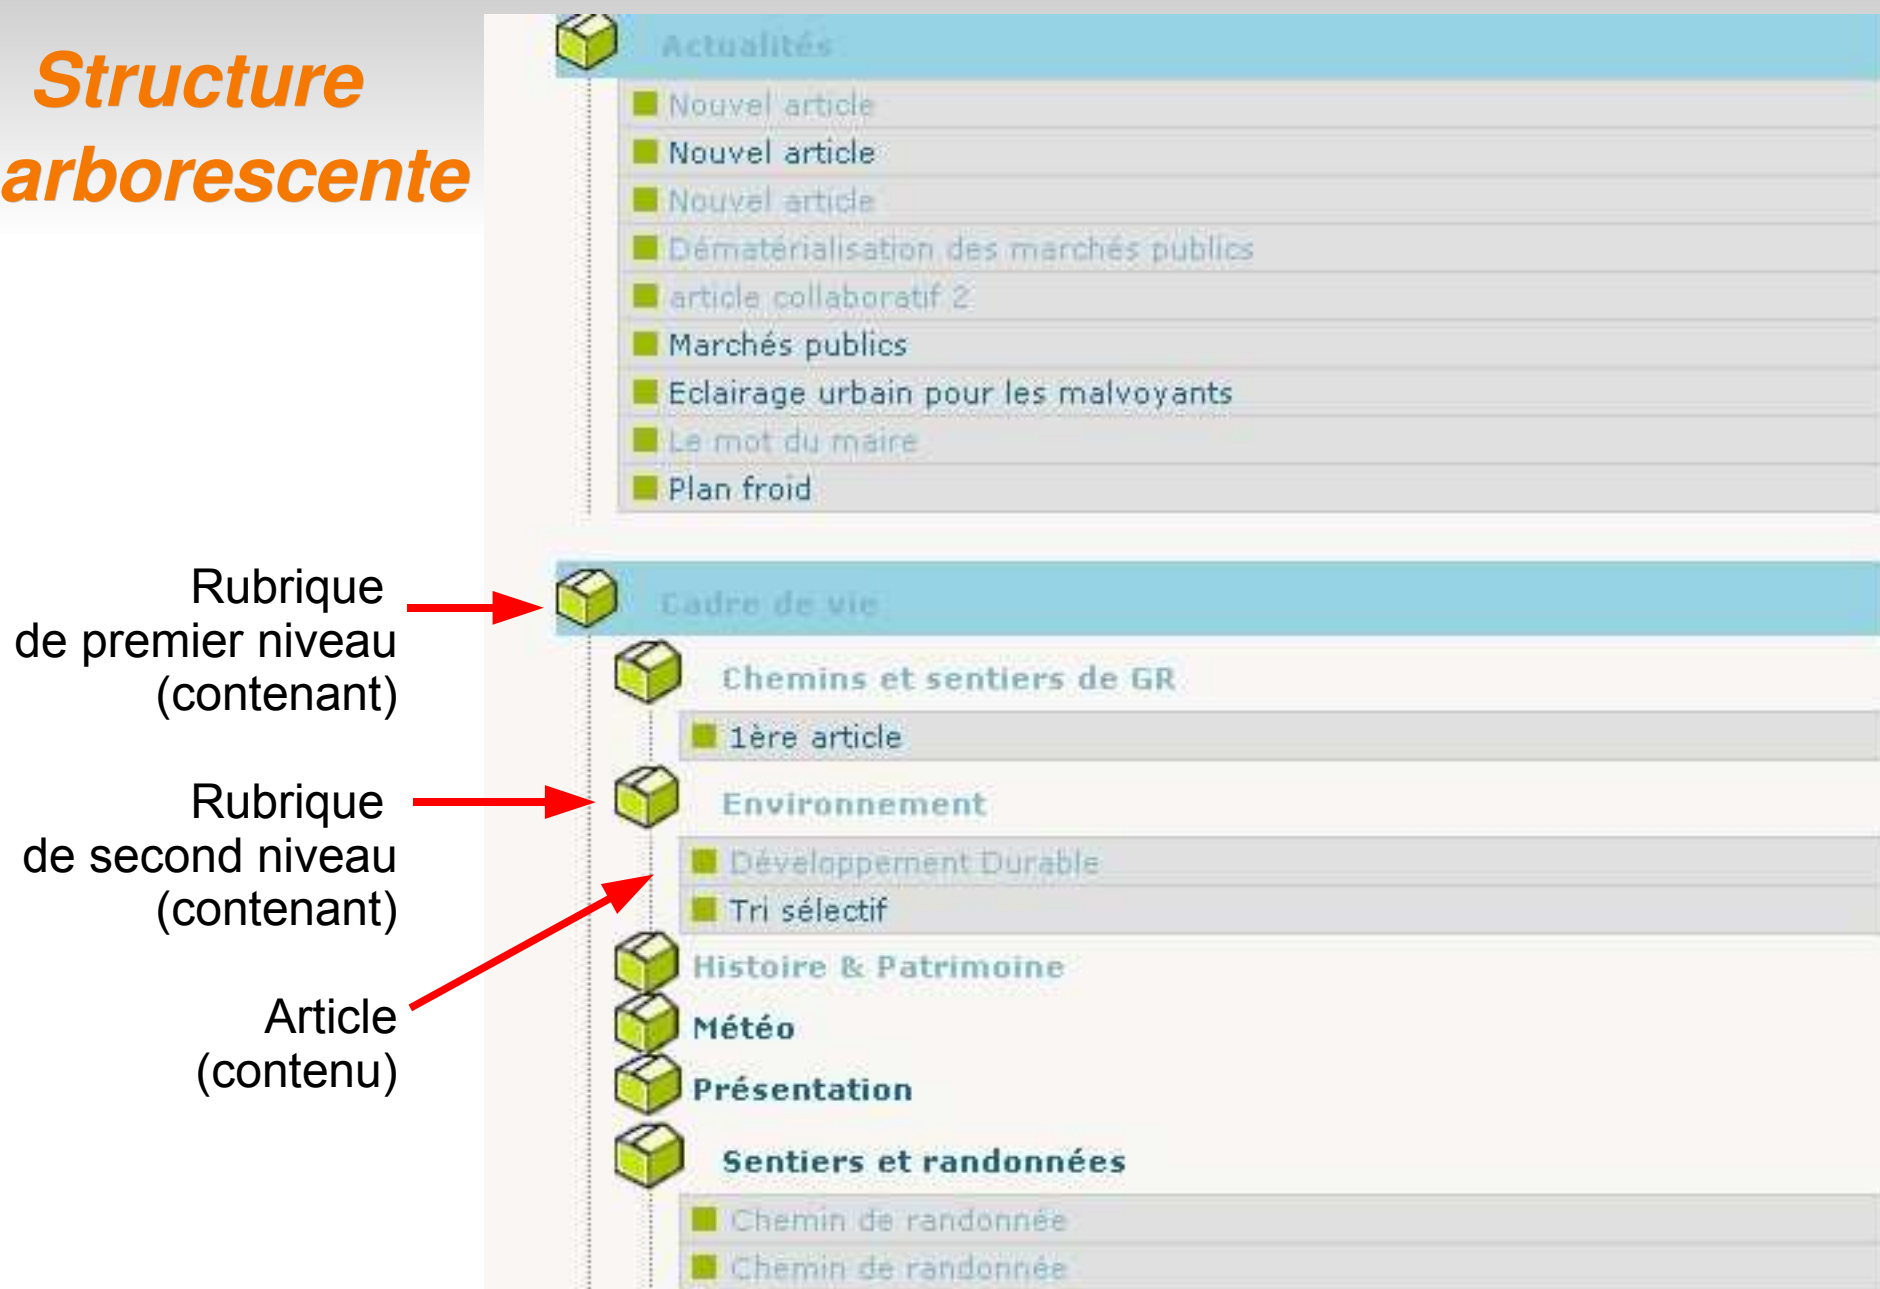 Structure
arborescente
Actualités
Nouvel article
Nouvel article
Nouvel article
Dématérialisation des marchés publics
article collaboratif 2
Marchés publics
Eclairage urbain pour les malvoyants
Le mot du maire
Plan froid
Rubrique
de premier niveau
(contenant)
Cadre de vie
Chemins et sentiers de GR
1ère article
Rubrique
de second niveau
(contenant)
Environnement
Développement Durable
Tri sélectif
Article
(contenu)
Histoire & Patrimoine
Météo
Présentation
Sentiers et randonnées
Chemin de randonnée
Chemin de randonnée